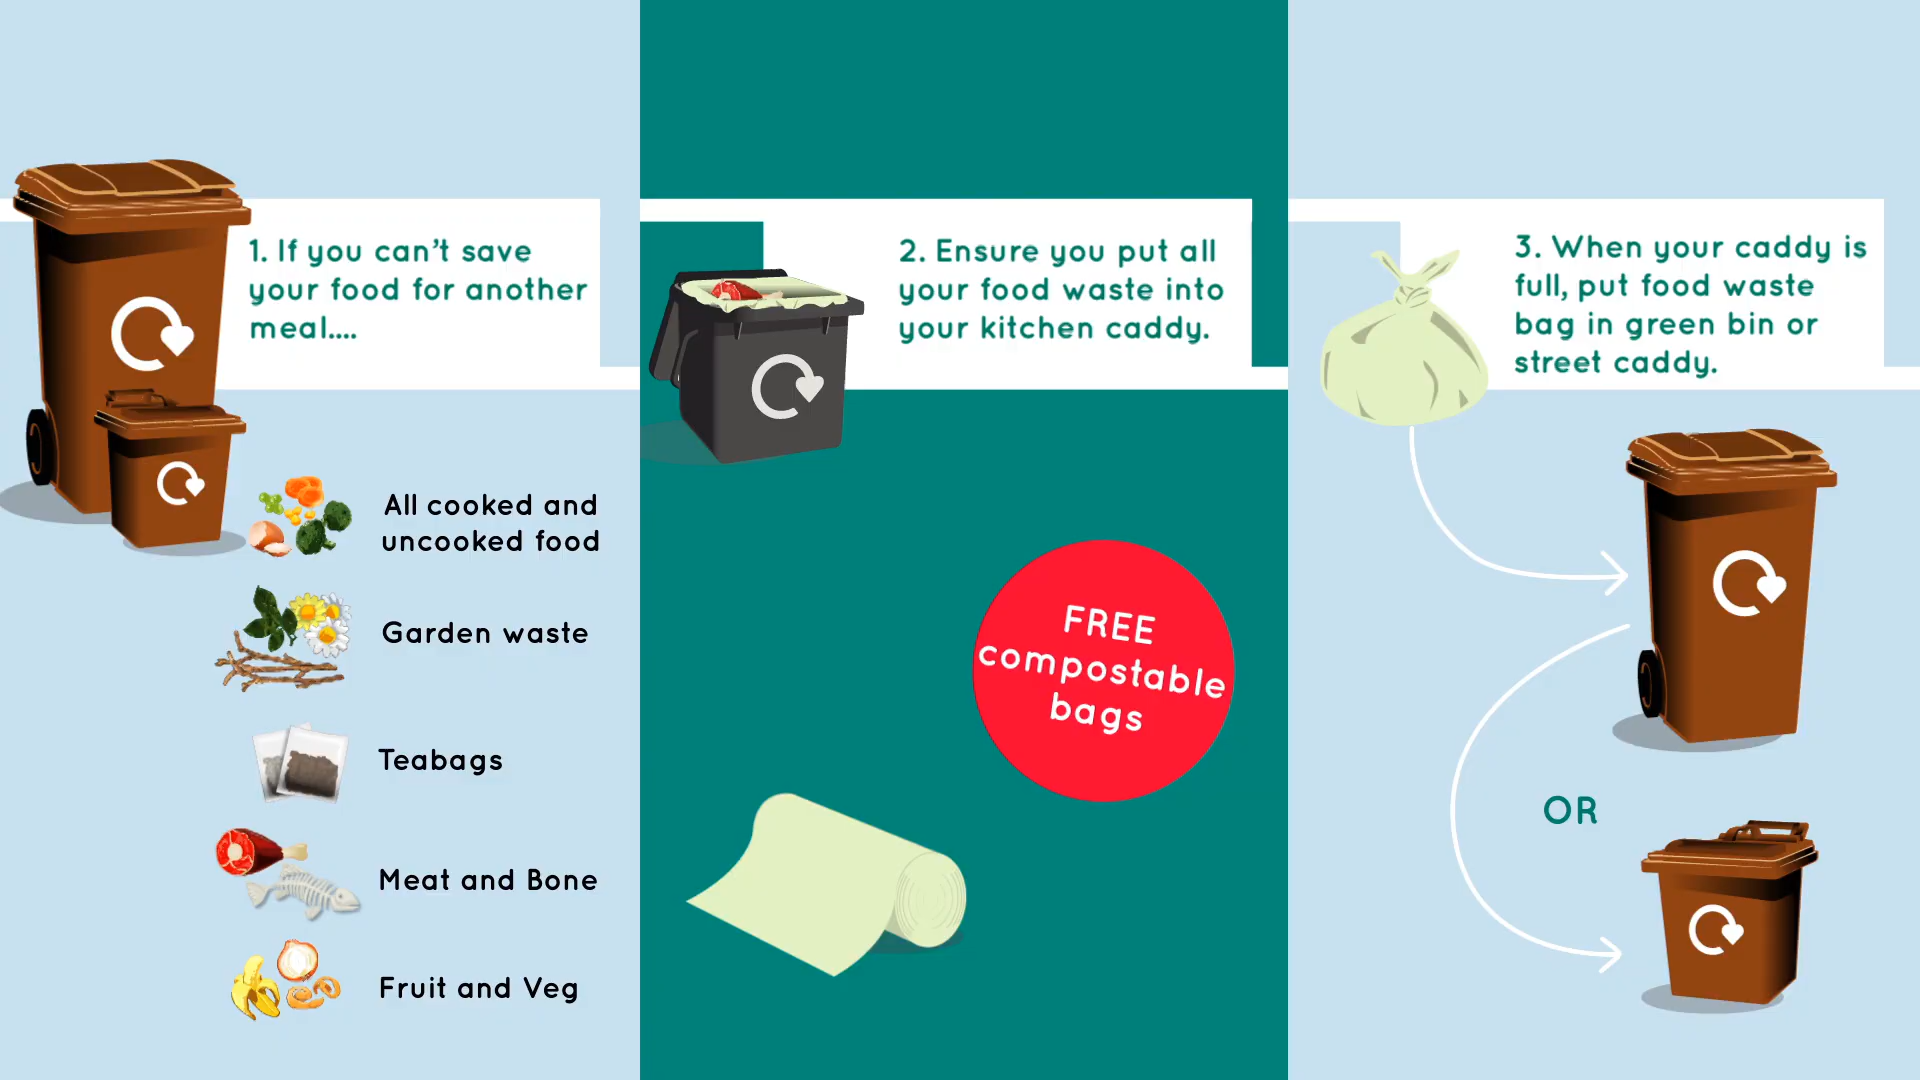 1. If you can't save
your food for another
meal....
All cooked and
uncooked food
Garden waste
Teabags
Meat and Bone
Fruit and Veg
2. Ensure you put all
your food waste into
your kitchen caddy.
FREE
compostable
bags
3. When your caddy is
full, put food waste
bag in green bin or
street caddy.
OR